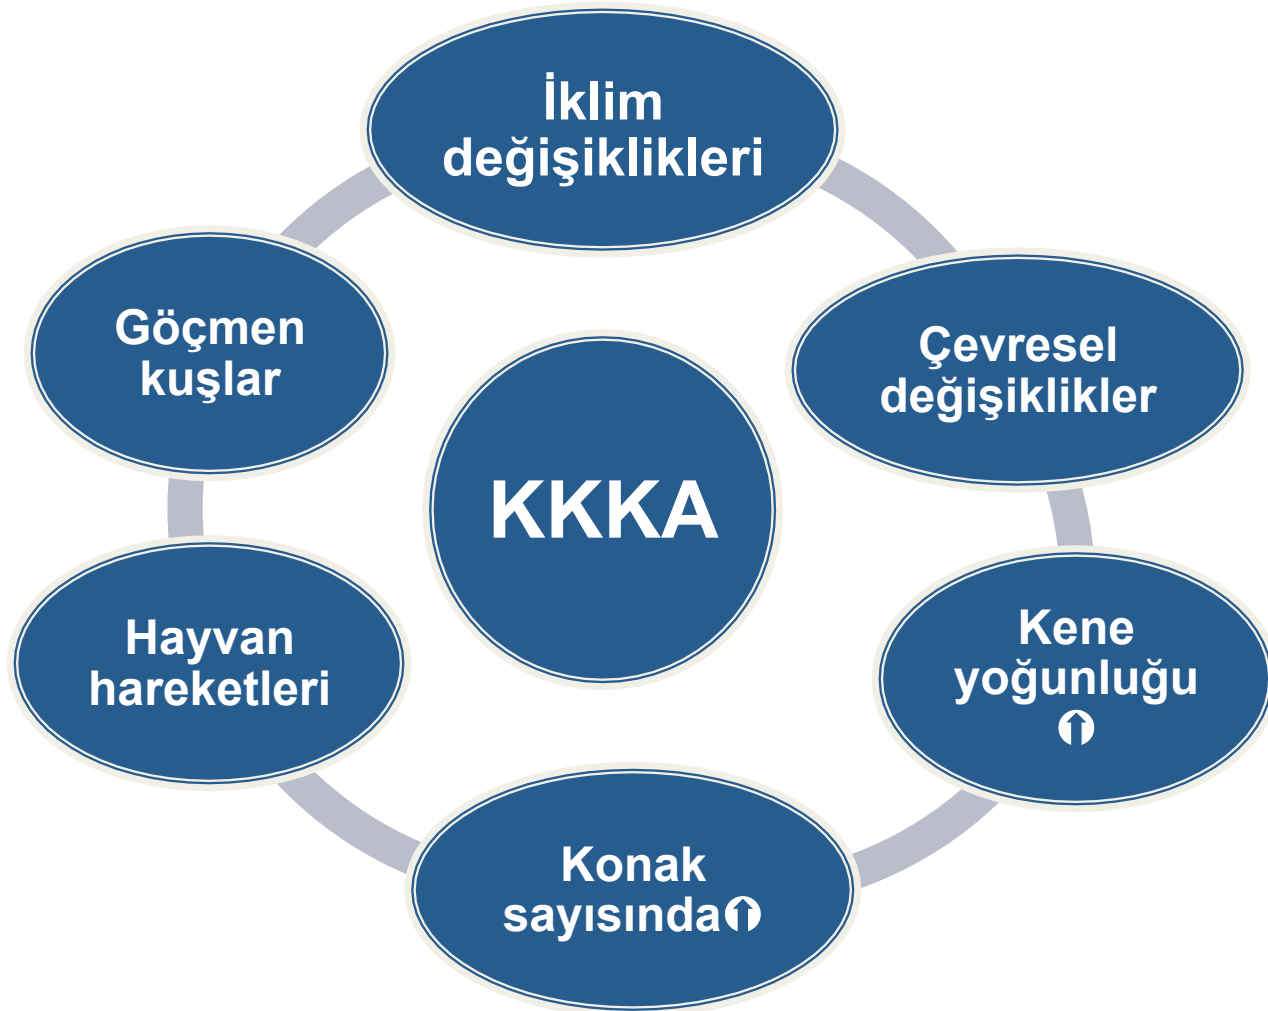 İklim
değişiklikleri
Çevresel
değişiklikler
Kene
yoğunluğu
⬆
Konak
sayısında⬆
Hayvan
hareketleri
Göçmen
kuşlar
KKKA